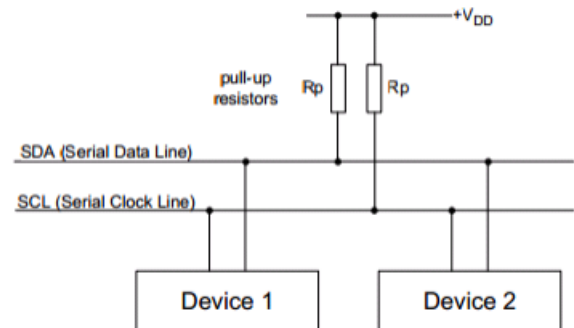 +VDD
pull-up
resistors
Rp
Rp
SDA (Serial Data Line)
SCL (Serial Clock Line)
Device 1
Device 2